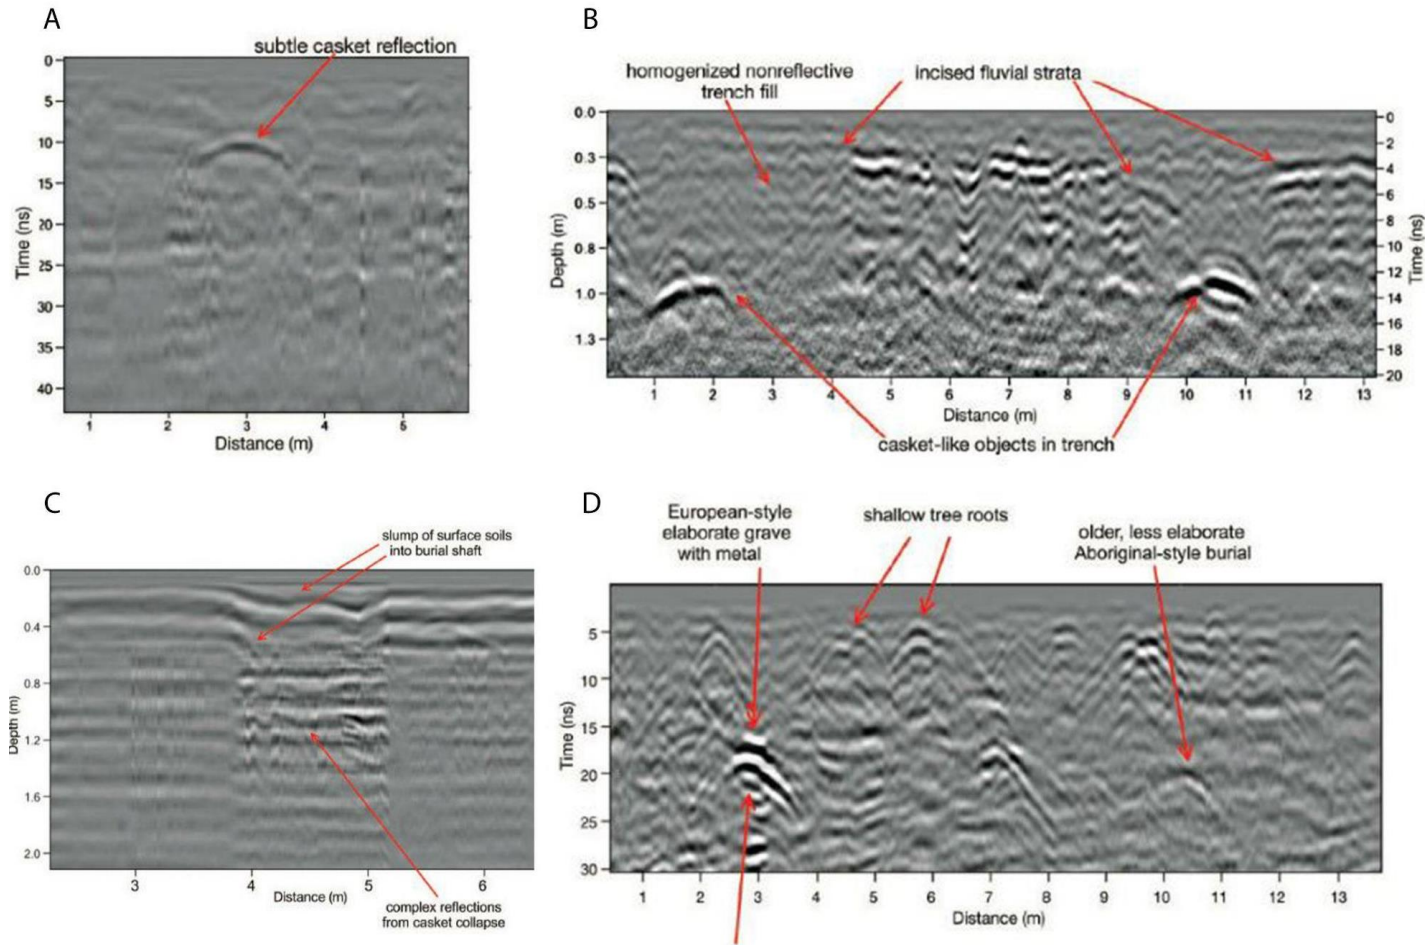 A
subtle casket reflection
0
5
10
15
20
25
30
35
40
Time (ns)
1 2 3 4 5
Distance (m)
B
homogenized nonreflective
trench fill
incised fluvial strata
0.0
0.3
0.5
0.8
1.0
1.3
Depth (m)
0
2
4
6
8
10
12
14
16
18
20
Time (ns)
1 2 3 4 5 6 7 8 9 10 11 12 13
Distance (m)
casket-like objects in trench
C
slump of surface soils
into burial shaft
0.0
0.4
0.8
1.2
1.6
2.0
Depth (m)
3 4 5 6
Distance (m)
complex reflections
from casket collapse
D
European-style
elaborate grave
with metal
shallow tree roots
older, less elaborate
Aboriginal-style burial
5
10
15
20
25
30
Time (ns)
1 2 3 4 5 6 7 8 9 10 11 12 13
Distance (m)